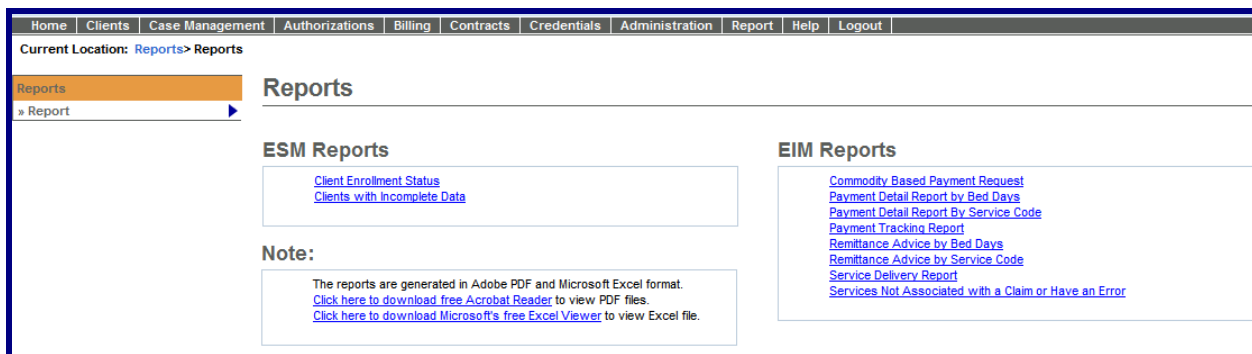 Home Clients Case Management Authorizations Billing Contracts Credentials Administration Report Help Logout
Current Location: Reports> Reports
Reports
» Report
Reports
ESM Reports
Client Enrollment Status
Clients with Incomplete Data
Note:
The reports are generated in Adobe PDF and Microsoft Excel format.
Click here to download free Acrobat Reader to view PDF files.
Click here to download Microsoft's free Excel Viewer to view Excel file.
EIM Reports
Commodity Based Payment Request
Payment Detail Report by Bed Days
Payment Detail Report By Service Code
Payment Tracking Report
Remittance Advice by Bed Days
Remittance Advice by Service Code
Service Delivery Report
Services Not Associated with a Claim or Have an Error